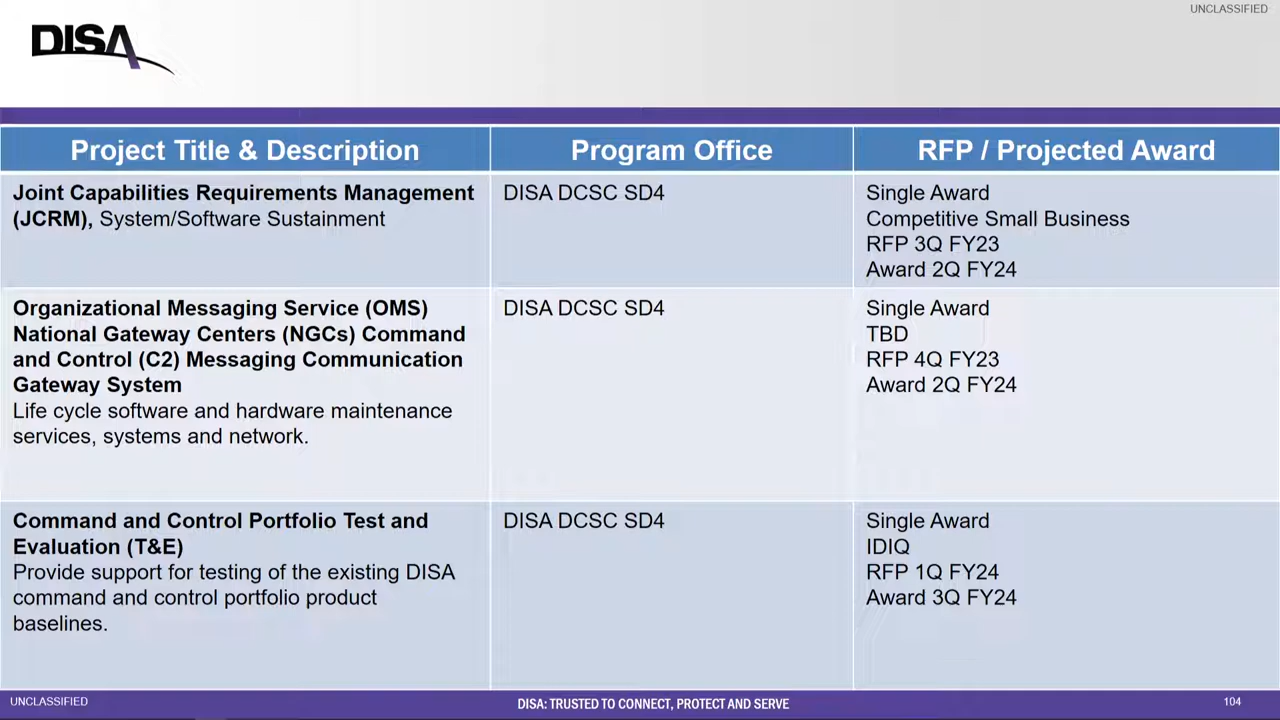 UNCLASSIFIED
DISA
Project Title & Description
Program Office
RFP / Projected Award
Joint Capabilities Requirements Management
(JCRM), System/Software Sustainment
DISA DCSC SD4
Single Award
Competitive Small Business
RFP 3Q FY23
Award 2Q FY24
Organizational Messaging Service (OMS)
National Gateway Centers (NGCs) Command
and Control (C2) Messaging Communication
Gateway System
Life cycle software and hardware maintenance
services, systems and network.
DISA DCSC SD4
Single Award
TBD
RFP 4Q FY23
Award 2Q FY24
Command and Control Portfolio Test and
Evaluation (T&E)
Provide support for testing of the existing DISA
command and control portfolio product
baselines.
DISA DCSC SD4
Single Award
IDIQ
RFP 1Q FY24
Award 3Q FY24
UNCLASSIFIED
DISA: TRUSTED TO CONNECT, PROTECT AND SERVE
104